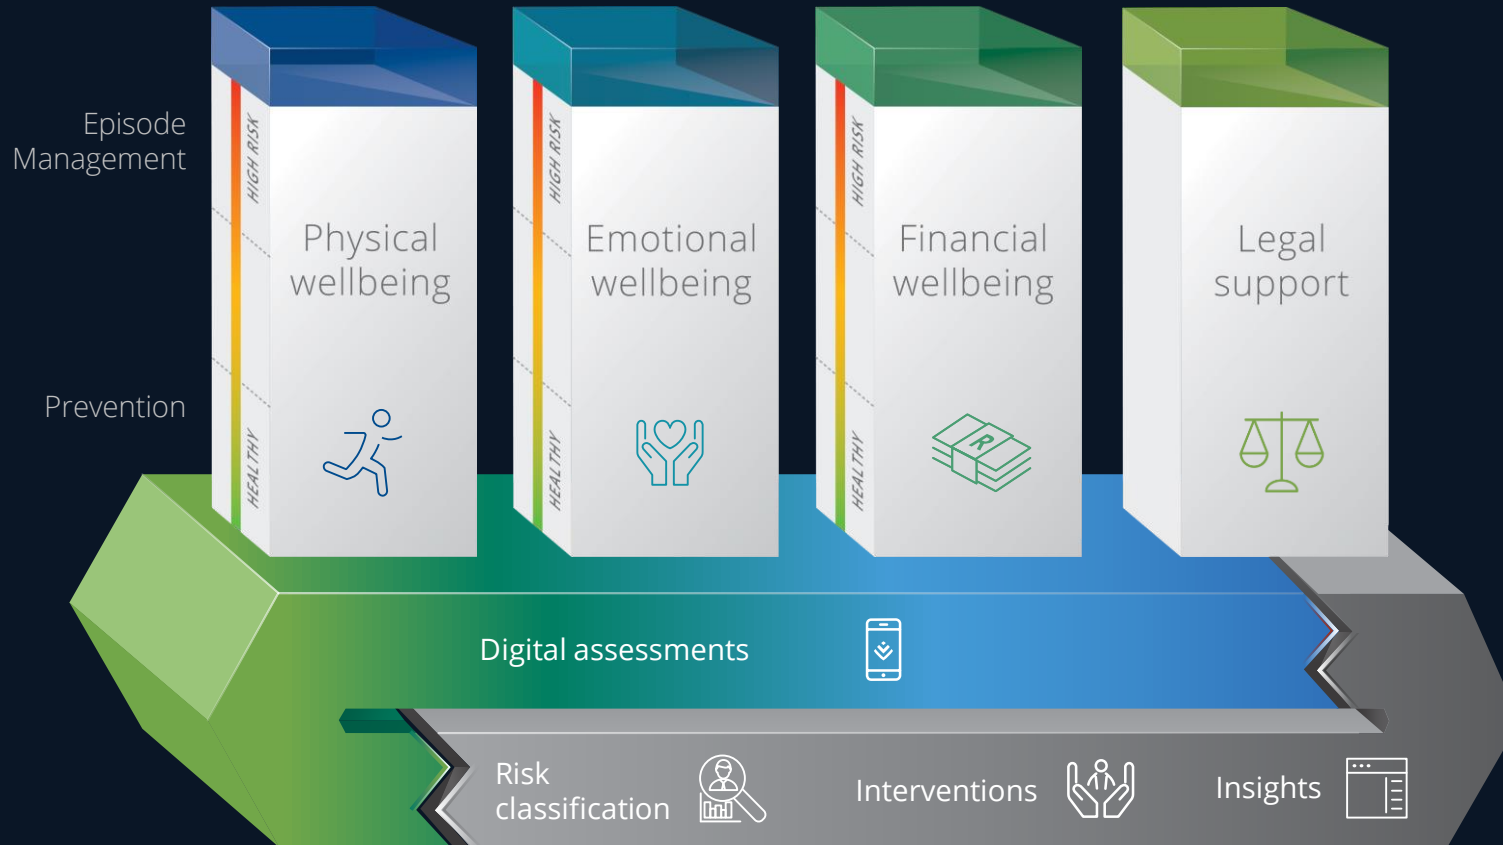 Episode
Management
Prevention
HIGH RISK
HEALTHY
Physical
wellbeing
HIGH RISK
HEALTHY
Emotional
wellbeing
HIGH RISK
HEALTHY
Financial
wellbeing
R
Legal
support
Digital assessments
Risk
classification
Interventions
Insights